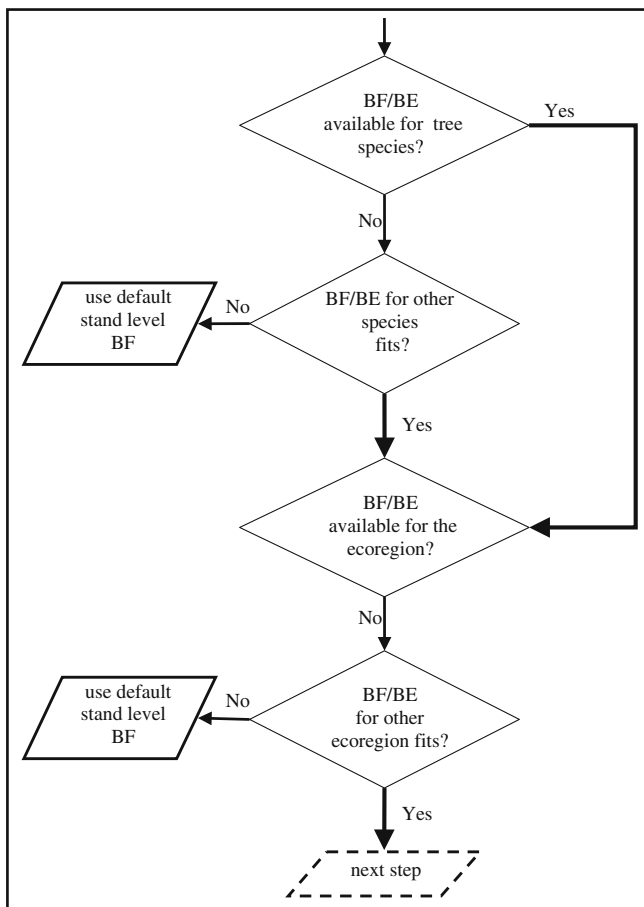 BF/BE
available for tree
species?
Yes
No
BF/BE for other
species
fits?
No
use default
stand level
BF
Yes
BF/BE
available for the
ecoregion?
No
BF/BE
for other
ecoregion fits?
No
use default
stand level
BF
Yes
next step